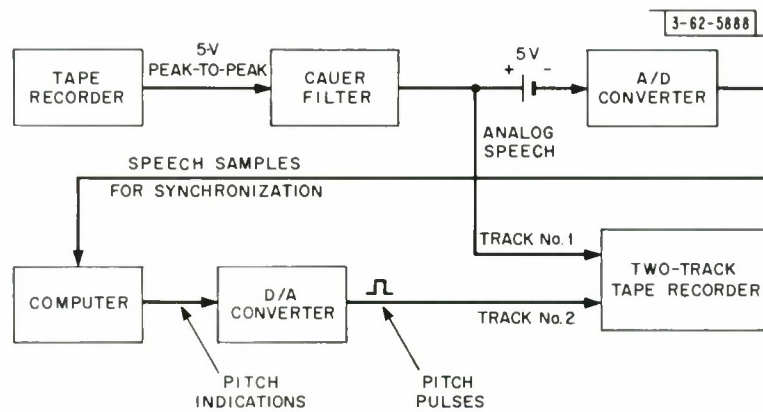 3-62-5888
5-V
PEAK-TO-PEAK
TAPE
RECORDER
CAUER
FILTER
5V
+ -
A/D
CONVERTER
ANALOG
SPEECH
SPEECH SAMPLES
FOR SYNCHRONIZATION
TRACK No.1
TWO-TRACK
TAPE RECORDER
COMPUTER
D/A
CONVERTER
TRACK No.2
PITCH
INDICATIONS
PITCH
PULSES